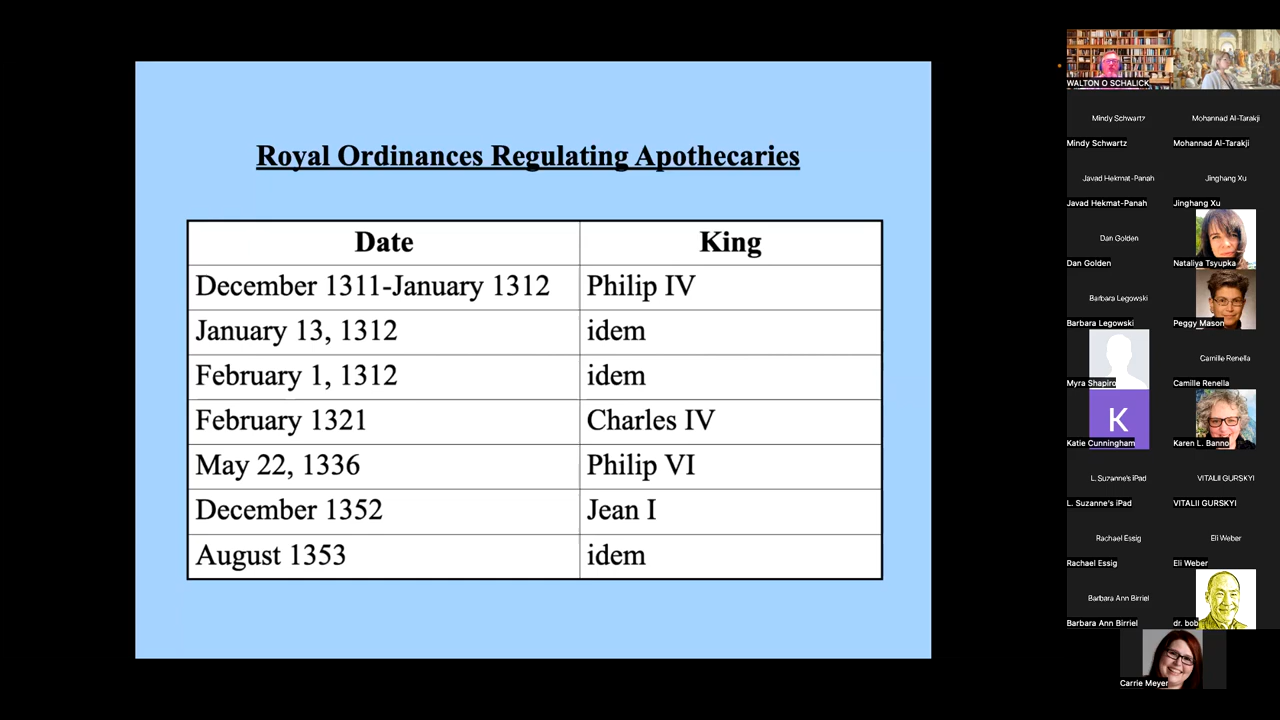 Royal Ordinances Regulating Apothecaries
Date King
December 1311-January 1312 Philip IV
January 13, 1312 idem
February 1, 1312 idem
February 1321 Charles IV
May 22, 1336 Philip VI
December 1352 Jean I
August 1353 idem
WALTON O SCHALICK
Mindy Schwartz Mohannad Al-Tarakji
Mindy Schwartz Mohannad Al-Tarakji
Javad Hekmat-Panah Jinghang Xu
Javad Hekmat-Panah Jinghang Xu
Dan Golden
Dan Golden Nataliya Tsyupka
Barbara Legowski
Barbara Legowski Peggy Mason
Camille Renella
Myra Shapiro Camille Renella
K
Katie Cunningham Karen L. Banno
L. Suzanne's iPad VITALII GURSKYI
L. Suzanne's iPad VITALII GURSKYI
Rachael Essig Eli Weber
Rachael Essig Eli Weber
Barbara Ann Birriel
Barbara Ann Birriel dr. bob
Carrie Meyer